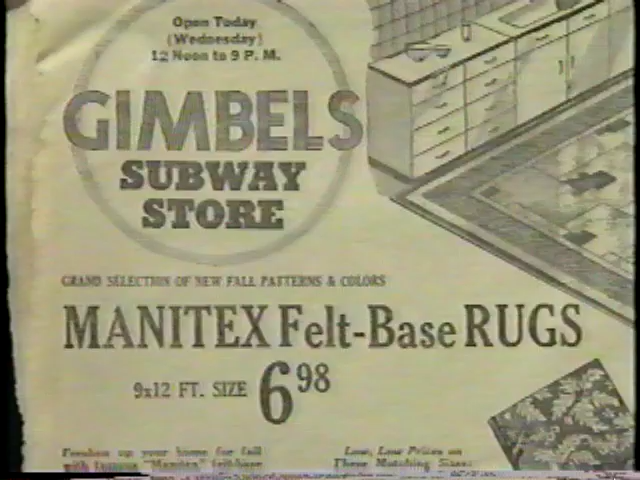 Open Today
(Wednesday)
12 Noon to 9 P. M.
GIMBELS
SUBWAY
STORE
GRAND SELECTION OF NEW FALL PATTERNS & COLORS
MANITEX Felt-Base RUGS
9x12 FT. SIZE 6 98
Freshen up your home for fall
with famous "Manitex" felt-base
Low, Low Prices on
These Matching Sizes